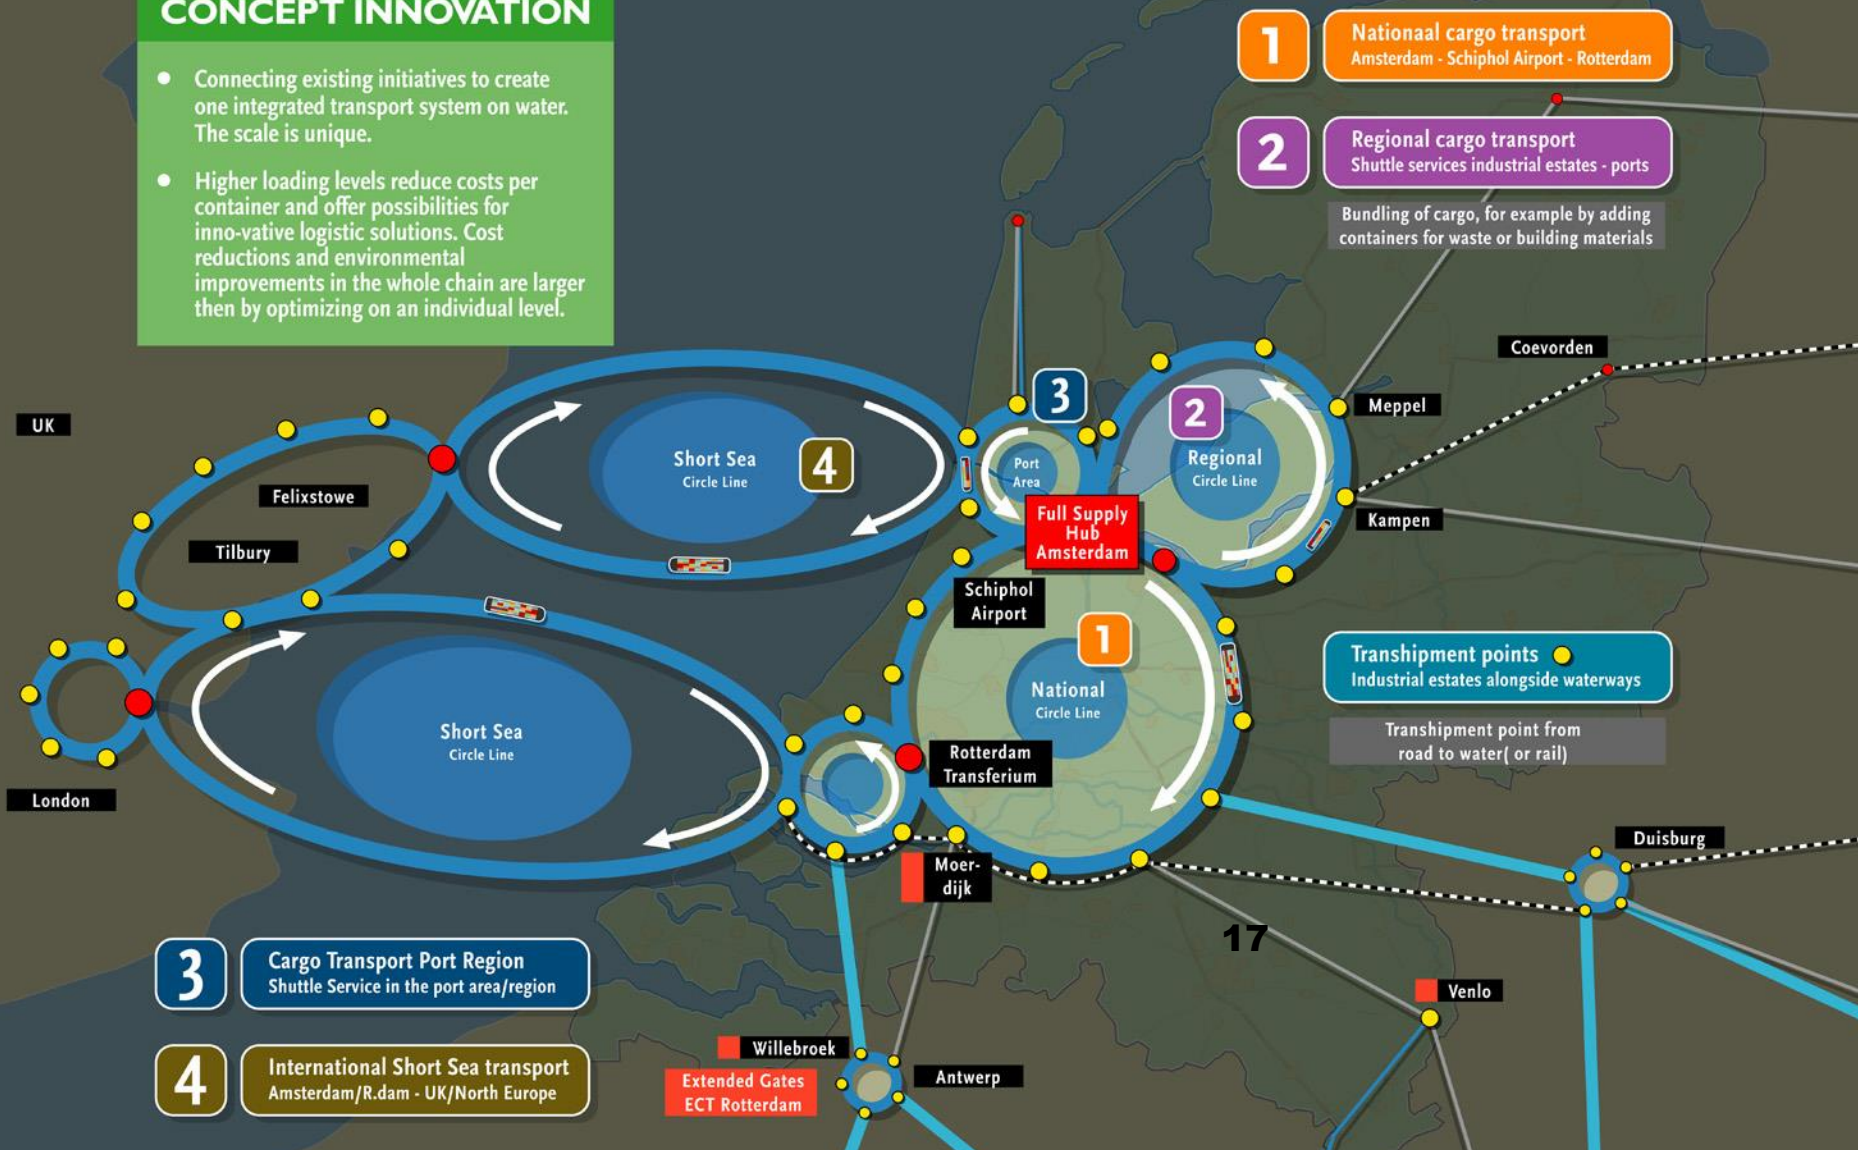 CONCEPT INNOVATION
Connecting existing initiatives to create
one integrated transport system on water.
The scale is unique.
Higher loading levels reduce costs per
container and offer possibilities for
inno-vative logistic solutions. Cost
reductions and environmental
improvements in the whole chain are larger
then by optimizing on an individual level.
1
Nationaal cargo transport
Amsterdam - Schiphol Airport - Rotterdam
2
Regional cargo transport
Shuttle services industrial estates - ports
Bundling of cargo, for example by adding
containers for waste or building materials
Coevorden
Meppel
Kampen
UK
Felixstowe
Tilbury
London
Short Sea
Circle Line
4
3
Port
Area
2
Regional
Circle Line
Full Supply
Hub
Amsterdam
Schiphol
Airport
1
National
Circle Line
Short Sea
Circle Line
Rotterdam
Transferium
Transhipment points
Industrial estates alongside waterways
Transhipment point from
road to water( or rail)
Duisburg
Moer-
dijk
17
Venlo
3
Cargo Transport Port Region
Shuttle Service in the port area/region
4
International Short Sea transport
Amsterdam/R.dam - UK/North Europe
Willebroek
Extended Gates
ECT Rotterdam
Antwerp